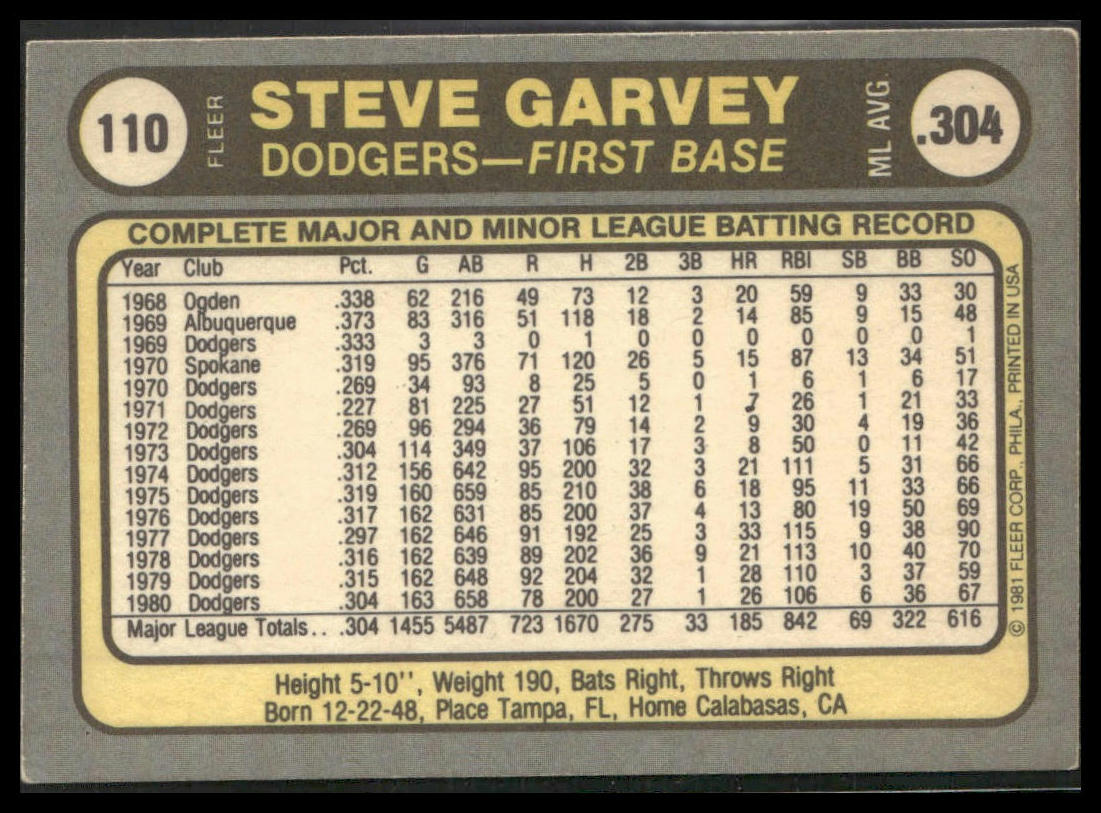 110 FLEER STEVE GARVEY ML AVG. .304
DODGERS—FIRST BASE
COMPLETE MAJOR AND MINOR LEAGUE BATTING RECORD
Year Club Pct. G AB R H 2B 3B HR RBI SB BB SO
1968 Ogden .338 62 216 49 73 12 3 20 59 9 33 30
1969 Albuquerque .373 83 316 51 118 18 2 14 85 9 15 48
1969 Dodgers .333 3 3 0 1 0 0 0 0 0 0 1
1970 Spokane .319 95 376 71 120 26 5 15 87 13 34 51
1970 Dodgers .269 34 93 8 25 5 0 1 6 1 6 17
1971 Dodgers .227 81 225 27 51 12 1 7 26 1 21 33
1972 Dodgers .269 96 294 36 79 14 2 9 30 4 19 36
1973 Dodgers .304 114 349 37 106 17 3 8 50 0 11 42
1974 Dodgers .312 156 642 95 200 32 3 21 111 5 31 66
1975 Dodgers .319 160 659 85 210 38 6 18 95 11 33 66
1976 Dodgers .317 162 631 85 200 37 4 13 80 19 50 69
1977 Dodgers .297 162 646 91 192 25 3 33 115 9 38 90
1978 Dodgers .316 162 639 89 202 36 9 21 113 10 40 70
1979 Dodgers .315 162 648 92 204 32 1 28 110 3 37 59
1980 Dodgers .304 163 658 78 200 27 1 26 106 6 36 67
Major League Totals.. .304 1455 5487 723 1670 275 33 185 842 69 322 616
Height 5-10'', Weight 190, Bats Right, Throws Right
Born 12-22-48, Place Tampa, FL, Home Calabasas, CA
© 1981 FLEER CORP., PHILA., PRINTED IN USA